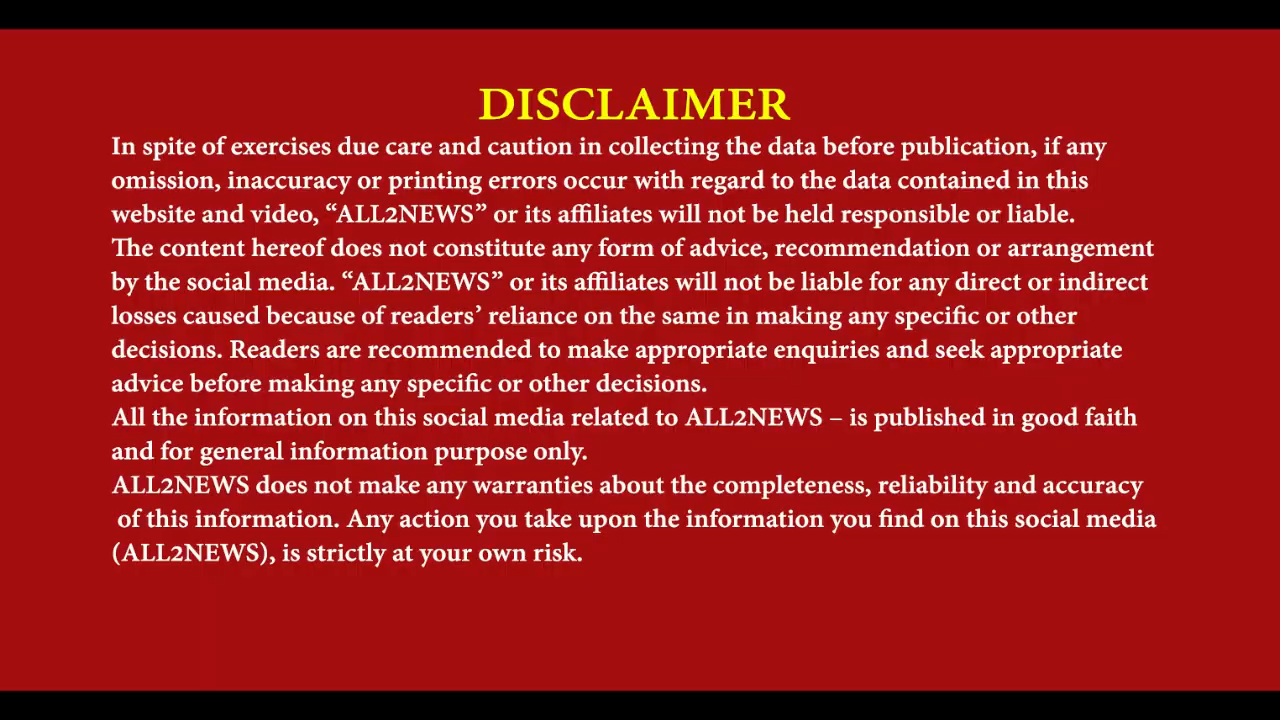 DISCLAIMER
In spite of exercises due care and caution in collecting the data before publication, if any
omission, inaccuracy or printing errors occur with regard to the data contained in this
website and video, “ALL2NEWS” or its affiliates will not be held responsible or liable.
The content hereof does not constitute any form of advice, recommendation or arrangement
by the social media. “ALL2NEWS” or its affiliates will not be liable for any direct or indirect
losses caused because of readers’ reliance on the same in making any specific or other
decisions. Readers are recommended to make appropriate enquiries and seek appropriate
advice before making any specific or other decisions.
All the information on this social media related to ALL2NEWS – is published in good faith
and for general information purpose only.
ALL2NEWS does not make any warranties about the completeness, reliability and accuracy
of this information. Any action you take upon the information you find on this social media
(ALL2NEWS), is strictly at your own risk.